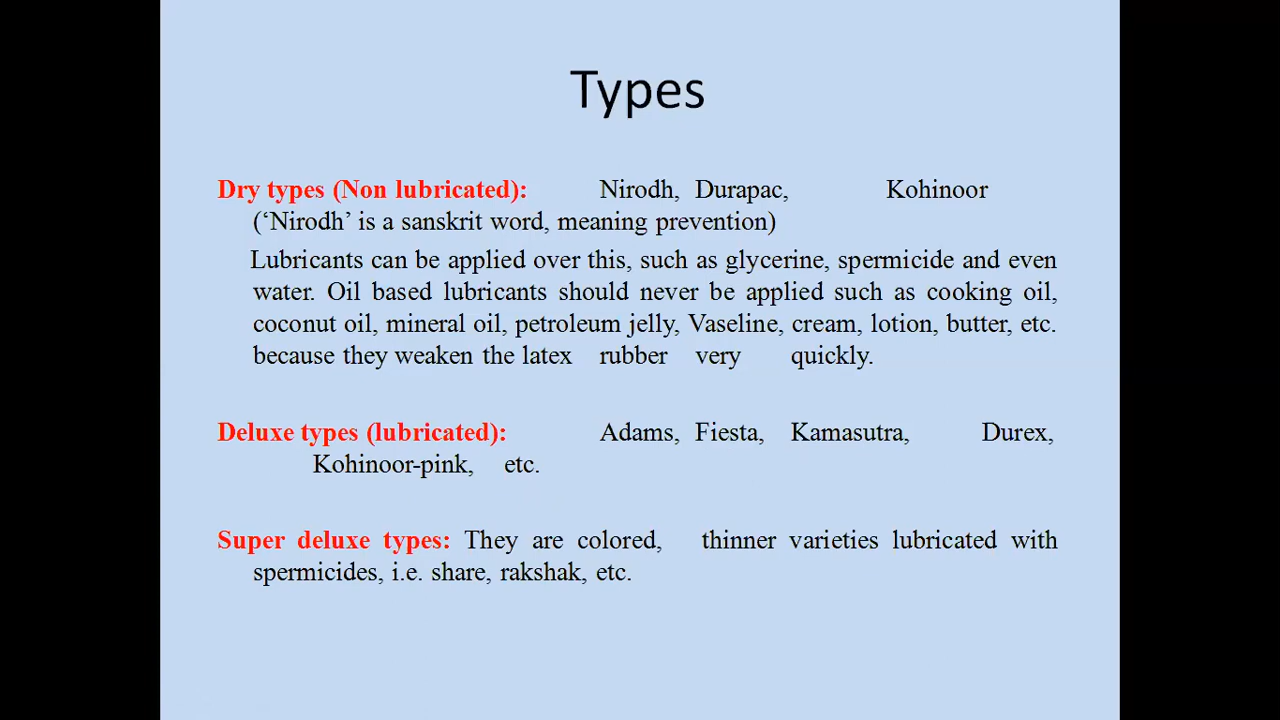 Types
Dry types (Non lubricated): Nirodh, Durapac, Kohinoor
(‘Nirodh’ is a sanskrit word, meaning prevention)
Lubricants can be applied over this, such as glycerine, spermicide and even
water. Oil based lubricants should never be applied such as cooking oil,
coconut oil, mineral oil, petroleum jelly, Vaseline, cream, lotion, butter, etc.
because they weaken the latex rubber very quickly.
Deluxe types (lubricated): Adams, Fiesta, Kamasutra, Durex,
Kohinoor-pink, etc.
Super deluxe types: They are colored, thinner varieties lubricated with
spermicides, i.e. share, rakshak, etc.